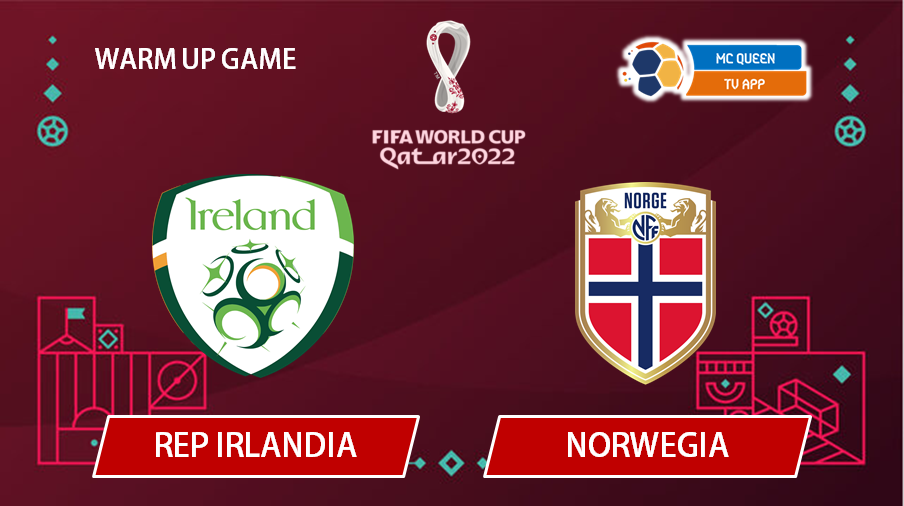 WARM UP GAME
FIFA WORLD CUP
Qatar2022
MC QUEEN
TV APP
Ireland
NORGE
NFF
REP IRLANDIA
NORWEGIA